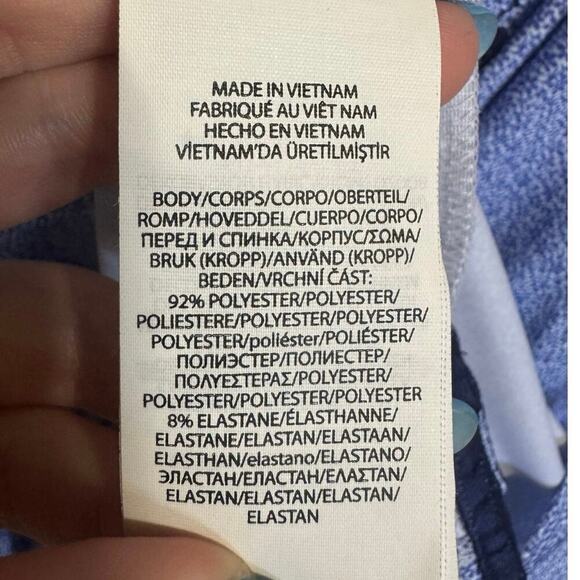 MADE IN VIETNAM
FABRIQUÉ AU VIÊT NAM
HECHO EN VIETNAM
VİETNAM'DA ÜRETİLMİŞTİR
BODY/CORPS/CORPO/OBERTEIL/
ROMP/HOVEDDEL/CUERPO/CORPO/
ПЕРЕД И СПИНКА/КОРПУС/ΣΩΜΑ/
BRUK (KROPP)/ANVÄND (KROPP)/
BEDEN/VRCHNÍ ČÁST:
92% POLYESTER/POLYESTER/
POLIESTERE/POLYESTER/POLYESTER/
POLYESTER/poliéster/POLIÉSTER/
ПОЛИЭСТЕР/ПОЛИЕСТЕР/
ΠΟΛΥΕΣΤΕΡΑΣ/POLYESTER/
POLYESTER/POLYESTER/POLYESTER
8% ELASTANE/ÉLASTHANNE/
ELASTANE/ELASTAN/ELASTAAN/
ELASTHAN/elastano/ELASTANO/
ЭЛАСТАН/ЕЛАСТАН/ΕΛΑΣΤΑΝ/
ELASTAN/ELASTAN/ELASTAN/
ELASTAN